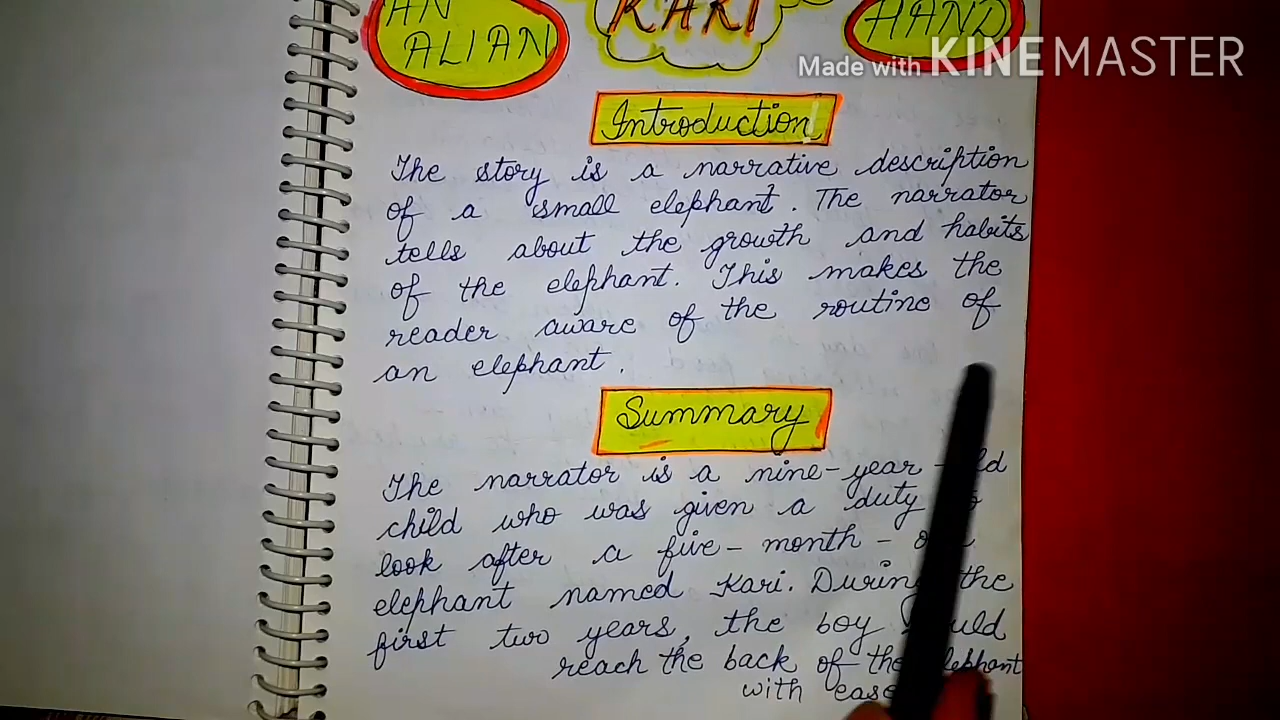 AN
ALIAN
KARI
HAND
Made with KINEMASTER
Introduction
The story is a narrative description
of a small elephant. The narrator
tells about the growth and habits
of the elephant. This makes the
reader aware of the routine of
an elephant.
Summary
The narrator is a nine-year
child who was given a duty
look after a five-month-
elephant named Kari. During the
first two years, the boy
reach the back of the
with ease